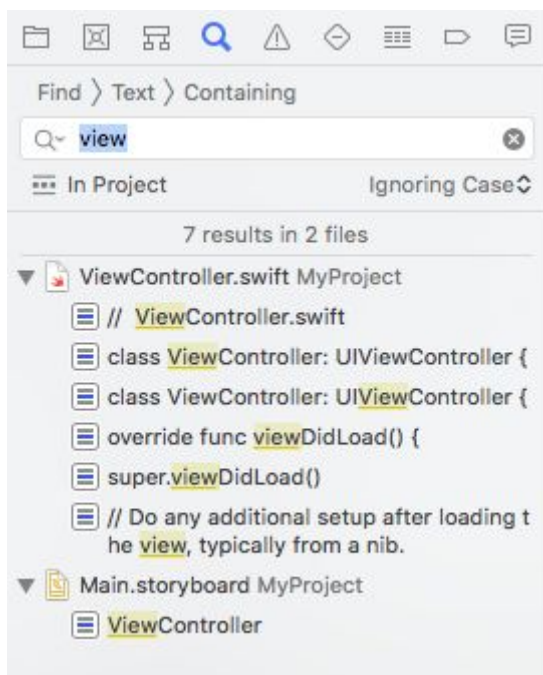 Find 〉 Text 〉 Containing
view
In Project Ignoring Case
7 results in 2 files
ViewController.swift MyProject
// ViewController.swift
class ViewController: UIViewController {
class ViewController: UIViewController {
override func viewDidLoad() {
super.viewDidLoad()
// Do any additional setup after loading t
he view, typically from a nib.
Main.storyboard MyProject
ViewController